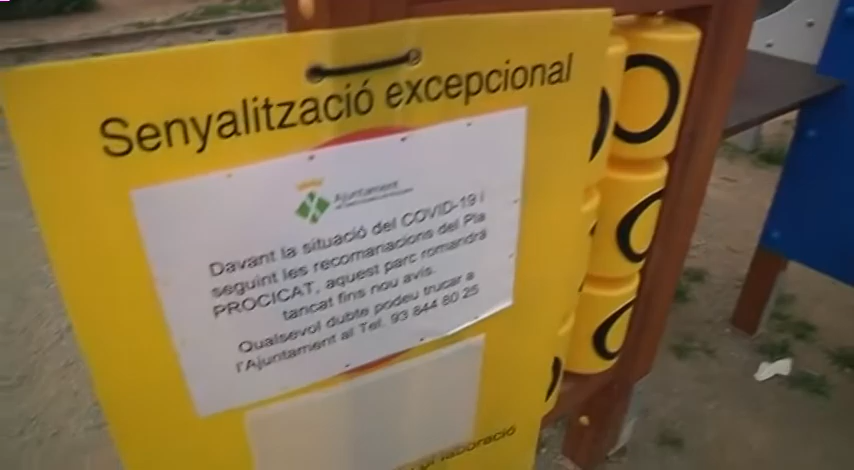 Senyalització excepcional
Ajuntament
Davant la situació del COVID-19 i
seguint les recomanacions del Pla
PROCICAT, aquest parc romandrà
tancat fins nou avís.
Qualsevol dubte podeu trucar a
l'Ajuntament al Tel. 93 844 80 25